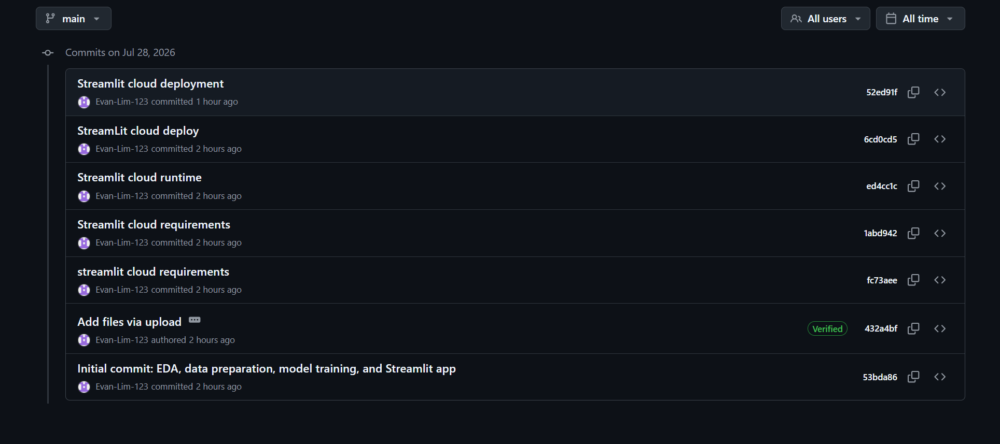 main
All users
All time
Commits on Jul 28, 2026
Streamlit cloud deployment
Evan-Lim-123 committed 1 hour ago
52ed91f
StreamLit cloud deploy
Evan-Lim-123 committed 2 hours ago
6cd0cd5
Streamlit cloud runtime
Evan-Lim-123 committed 2 hours ago
ed4cc1c
Streamlit cloud requirements
Evan-Lim-123 committed 2 hours ago
1abd942
streamlit cloud requirements
Evan-Lim-123 committed 2 hours ago
fc73aee
Add files via upload
Evan-Lim-123 authored 2 hours ago
Verified
432a4bf
Initial commit: EDA, data preparation, model training, and Streamlit app
Evan-Lim-123 committed 2 hours ago
53bda86